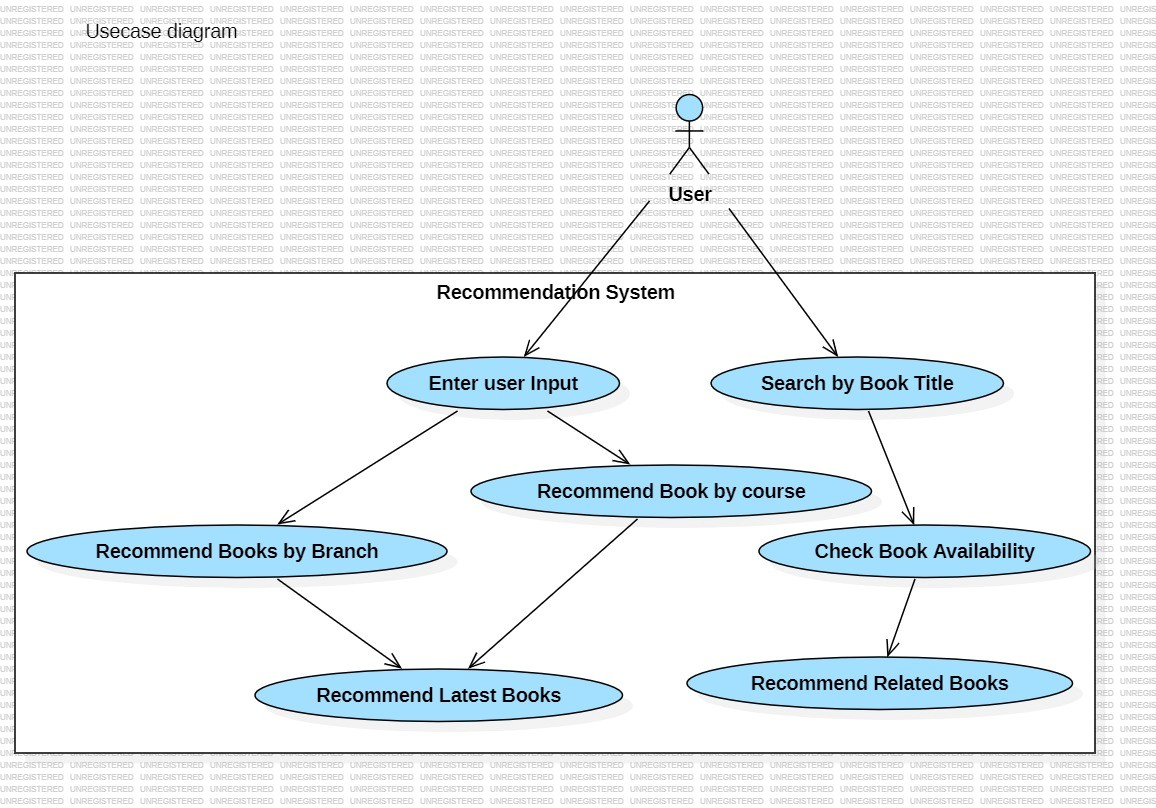 Usecase diagram
User
Recommendation System
Enter user Input
Search by Book Title
Recommend Book by course
Recommend Books by Branch
Check Book Availability
Recommend Related Books
Recommend Latest Books
UNREGISTERED